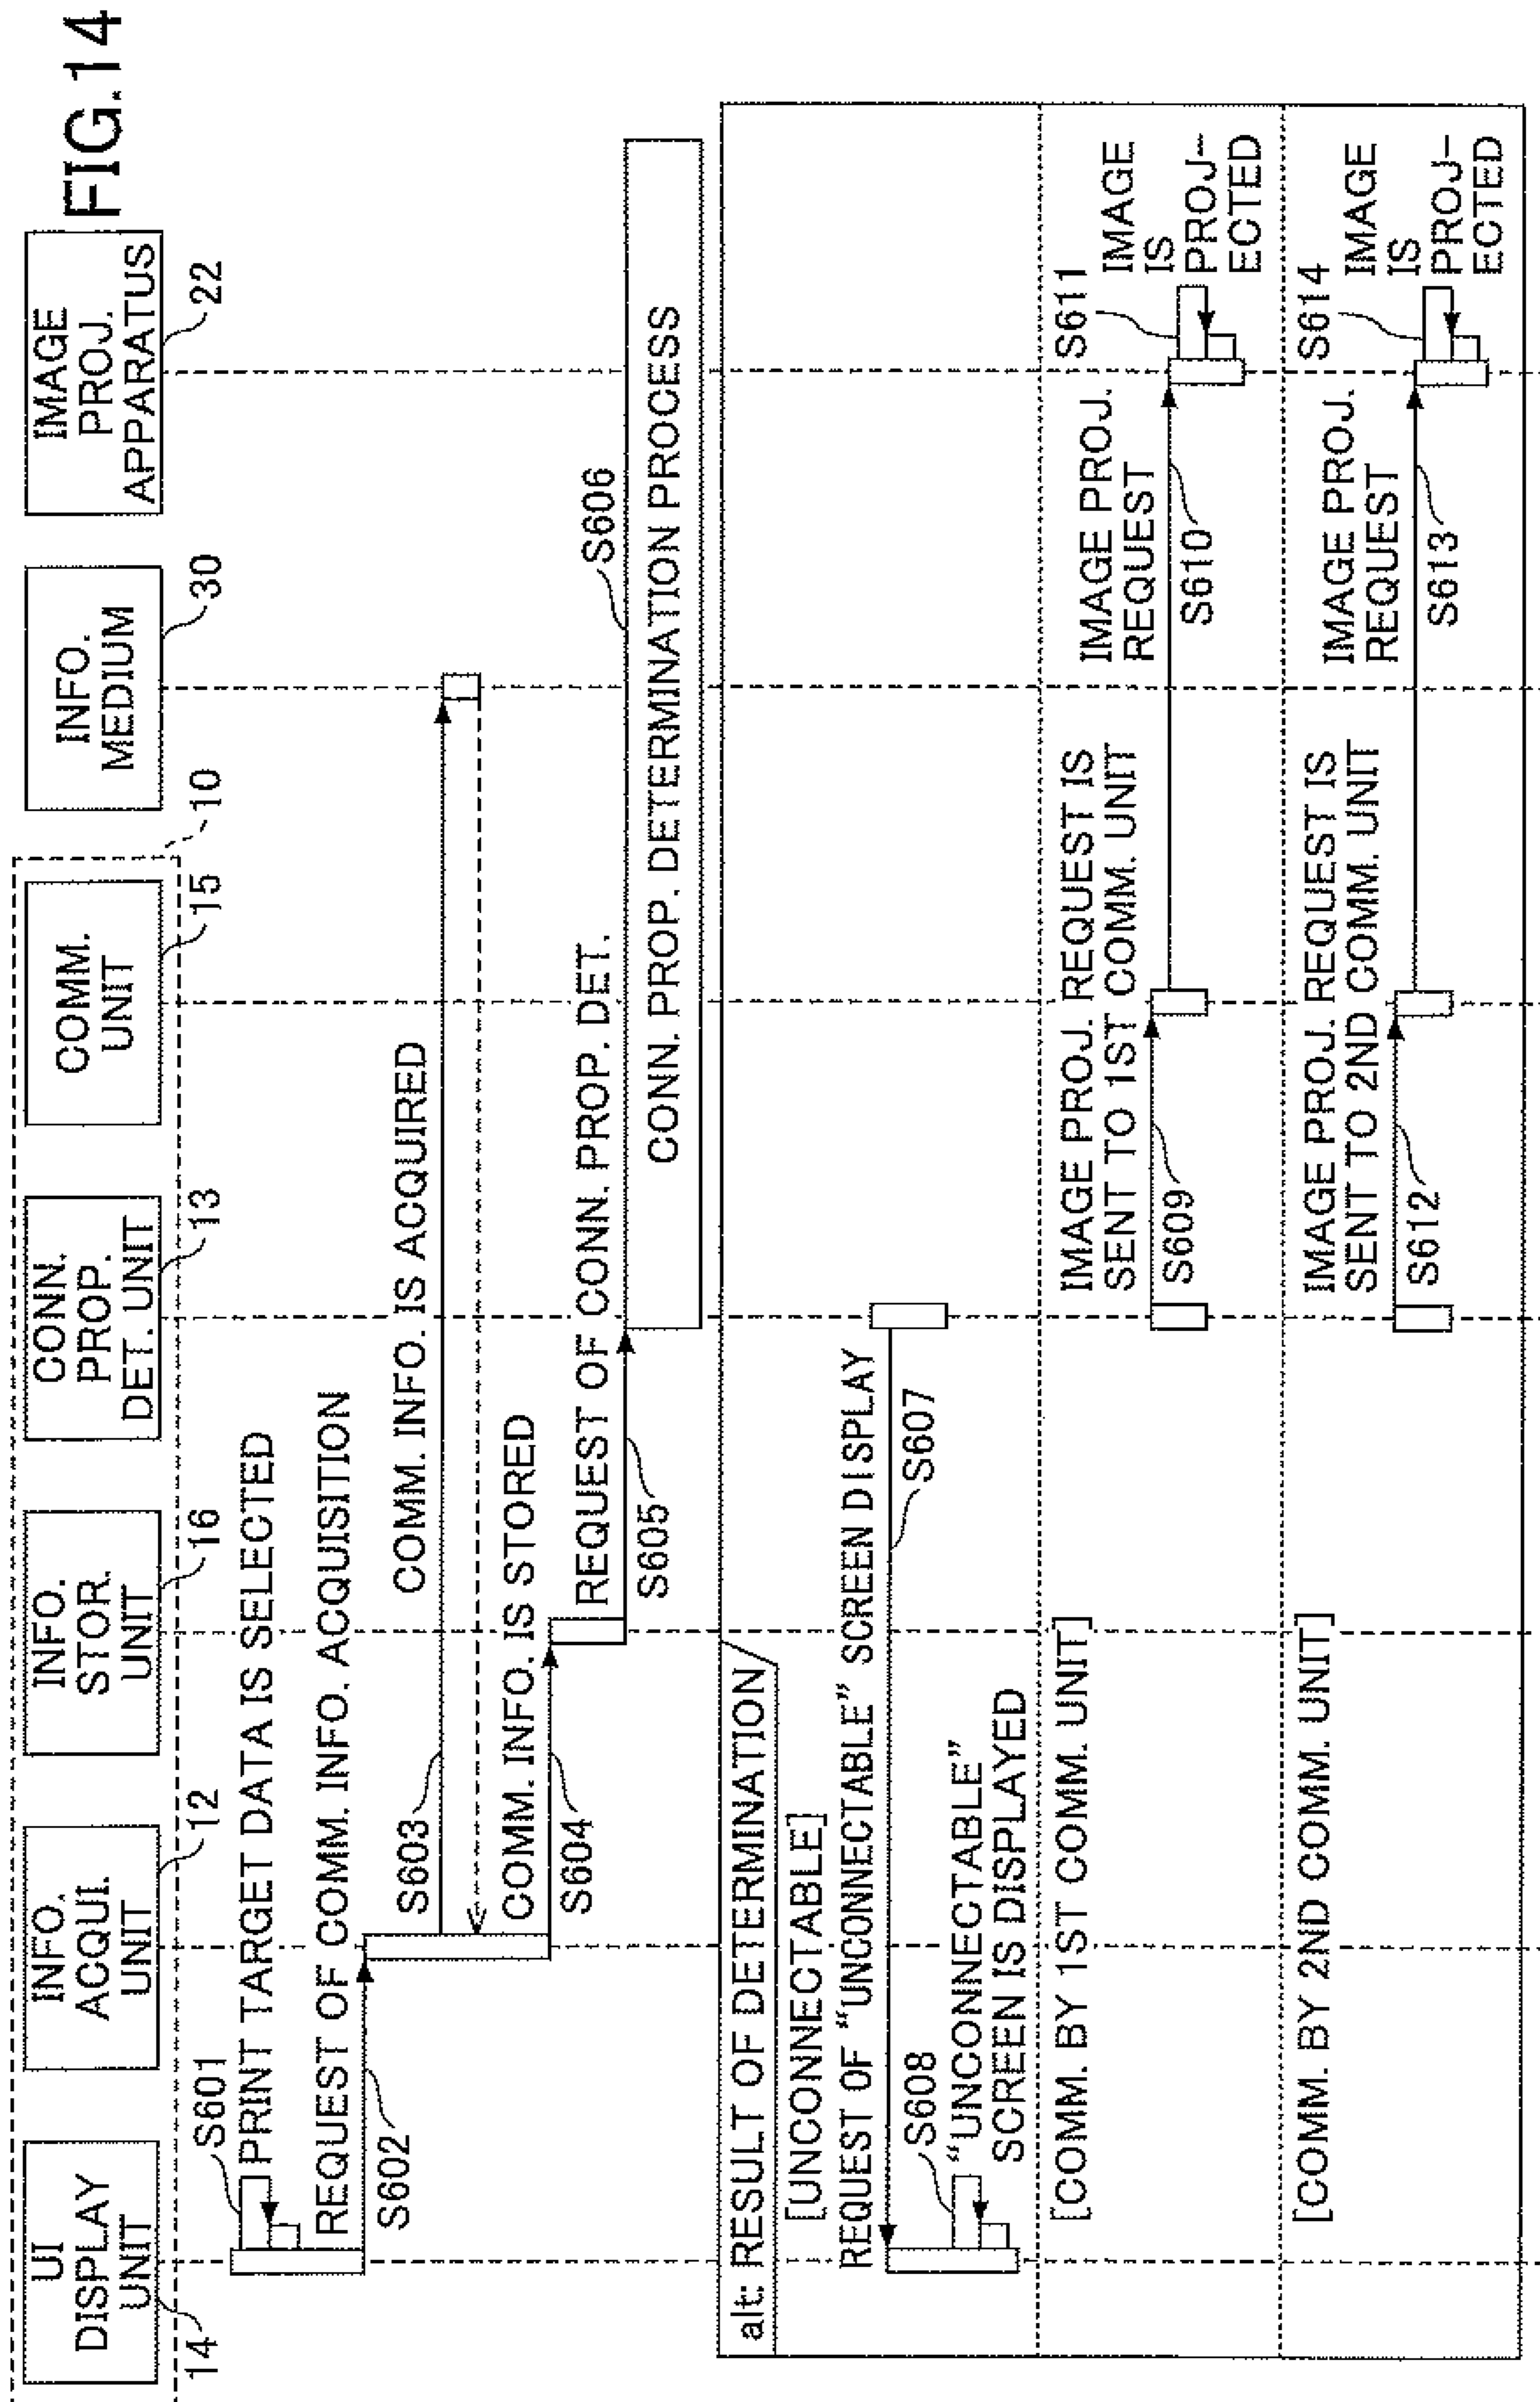 FIG.14
UI
DISPLAY
UNIT
14
INFO.
ACQUI.
UNIT
12
INFO.
STOR.
UNIT
16
CONN.
PROP.
DET. UNIT
13
COMM.
UNIT
15
10
INFO.
MEDIUM
30
IMAGE
PROJ.
APPARATUS
22
S601
PRINT TARGET DATA IS SELECTED
REQUEST OF COMM. INFO. ACQUISITION
S602
COMM. INFO. IS ACQUIRED
S603
COMM. INFO. IS STORED
S604
REQUEST OF CONN. PROP. DET.
S605
S606
CONN. PROP. DETERMINATION PROCESS
alt: RESULT OF DETERMINATION
[UNCONNECTABLE]
REQUEST OF “UNCONNECTABLE” SCREEN DISPLAY
S607
S608
“UNCONNECTABLE”
SCREEN IS DISPLAYED
[COMM. BY 1ST COMM. UNIT]
IMAGE PROJ. REQUEST IS
SENT TO 1ST COMM. UNIT
S609
IMAGE PROJ.
REQUEST
S610
S611
IMAGE
IS
PROJ-
ECTED
[COMM. BY 2ND COMM. UNIT]
IMAGE PROJ. REQUEST IS
SENT TO 2ND COMM. UNIT
S612
IMAGE PROJ.
REQUEST
S613
S614
IMAGE
IS
PROJ-
ECTED